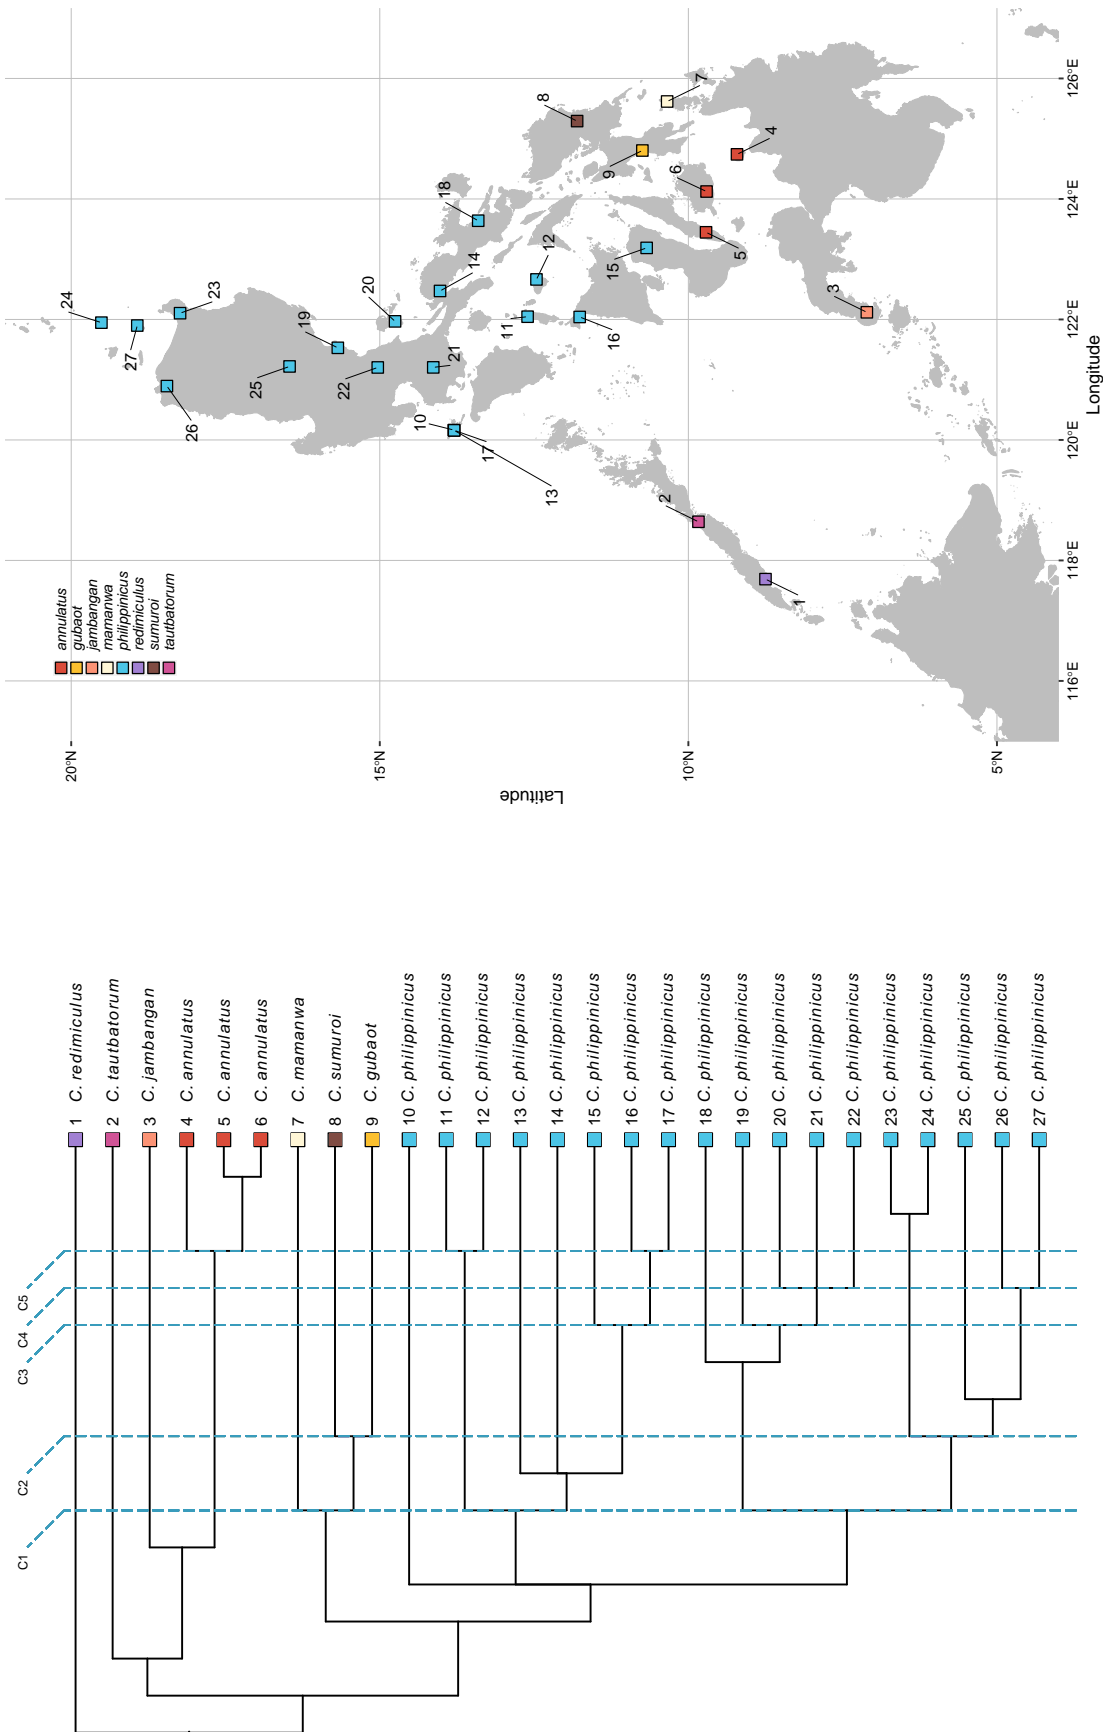 C1
C2
C3
C4
C5
1 C. redimiculus
2 C. tautbatorum
3 C. jambangan
4 C. annulatus
5 C. annulatus
6 C. annulatus
7 C. mamanwa
8 C. sumuroi
9 C. gubaot
10 C. philippinicus
11 C. philippinicus
12 C. philippinicus
13 C. philippinicus
14 C. philippinicus
15 C. philippinicus
16 C. philippinicus
17 C. philippinicus
18 C. philippinicus
19 C. philippinicus
20 C. philippinicus
21 C. philippinicus
22 C. philippinicus
23 C. philippinicus
24 C. philippinicus
25 C. philippinicus
26 C. philippinicus
27 C. philippinicus
annulatus
gubaot
jambangan
mamanwa
philippinicus
redimiculus
sumuroi
tautbatorum
20°N
15°N
10°N
5°N
Latitude
116°E
118°E
120°E
122°E
124°E
126°E
Longitude
24
27
23
26
25
19
22
21
20
14
18
10
17
13
11
12
16
15
8
9
7
6
5
4
3
2
1